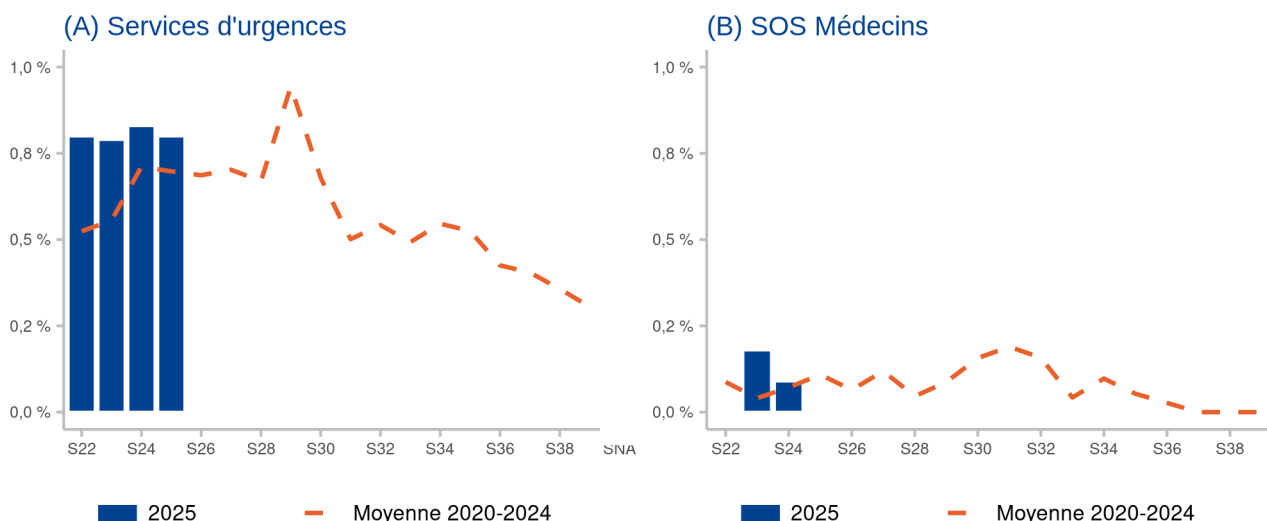 (A) Services d'urgences
1,0 %
0,8 %
0,5 %
0,2 %
0,0 %
S22 S24 S26 S28 S30 S32 S34 S36 S38 SNA
2025 Moyenne 2020-2024
(B) SOS Médecins
1,0 %
0,8 %
0,5 %
0,2 %
0,0 %
S22 S24 S26 S28 S30 S32 S34 S36 S38
2025 Moyenne 2020-2024